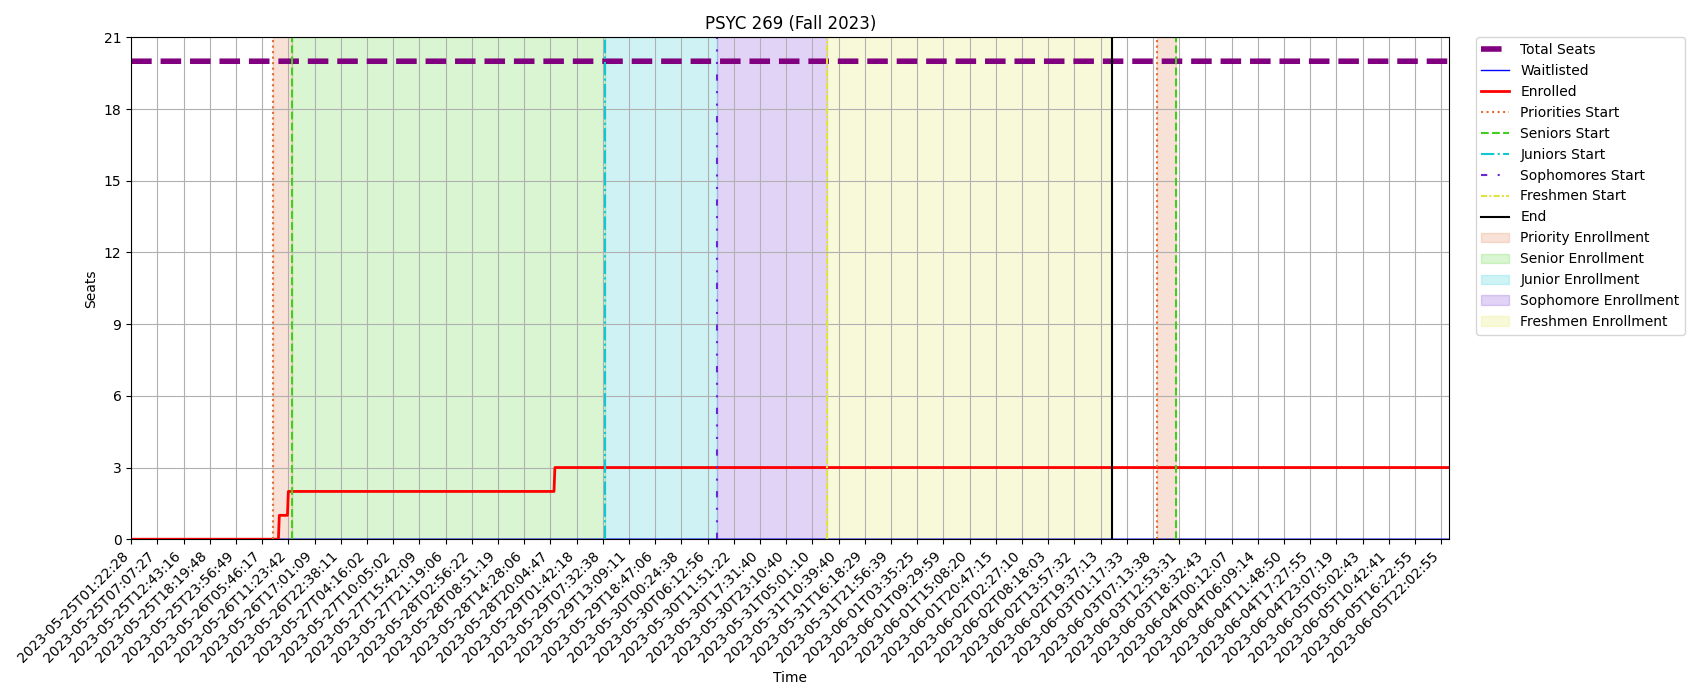 PSYC 269 (Fall 2023)
21
18
15
12
9
6
3
0
Seats
2023-05-25T01:22:28
2023-05-25T07:07:27
2023-05-25T12:43:16
2023-05-25T18:19:48
2023-05-25T23:56:49
2023-05-26T05:46:17
2023-05-26T11:23:42
2023-05-26T17:01:09
2023-05-26T22:38:11
2023-05-27T04:16:02
2023-05-27T10:05:02
2023-05-27T15:42:09
2023-05-27T21:19:06
2023-05-28T02:56:22
2023-05-28T08:51:19
2023-05-28T14:28:06
2023-05-28T20:04:47
2023-05-29T01:42:18
2023-05-29T07:32:38
2023-05-29T13:09:11
2023-05-29T18:47:06
2023-05-30T00:24:38
2023-05-30T06:12:56
2023-05-30T11:51:22
2023-05-30T17:31:40
2023-05-30T23:10:40
2023-05-31T05:01:10
2023-05-31T10:39:40
2023-05-31T16:18:29
2023-05-31T21:56:39
2023-06-01T03:35:25
2023-06-01T09:29:59
2023-06-01T15:08:20
2023-06-01T20:47:15
2023-06-02T02:27:10
2023-06-02T08:18:03
2023-06-02T13:57:32
2023-06-02T19:37:13
2023-06-03T01:17:33
2023-06-03T07:13:38
2023-06-03T12:53:31
2023-06-03T18:32:43
2023-06-04T00:12:07
2023-06-04T06:09:14
2023-06-04T11:48:50
2023-06-04T17:27:55
2023-06-04T23:07:19
2023-06-05T05:02:43
2023-06-05T10:42:41
2023-06-05T16:22:55
2023-06-05T22:02:55
Time
Total Seats
Waitlisted
Enrolled
Priorities Start
Seniors Start
Juniors Start
Sophomores Start
Freshmen Start
End
Priority Enrollment
Senior Enrollment
Junior Enrollment
Sophomore Enrollment
Freshmen Enrollment